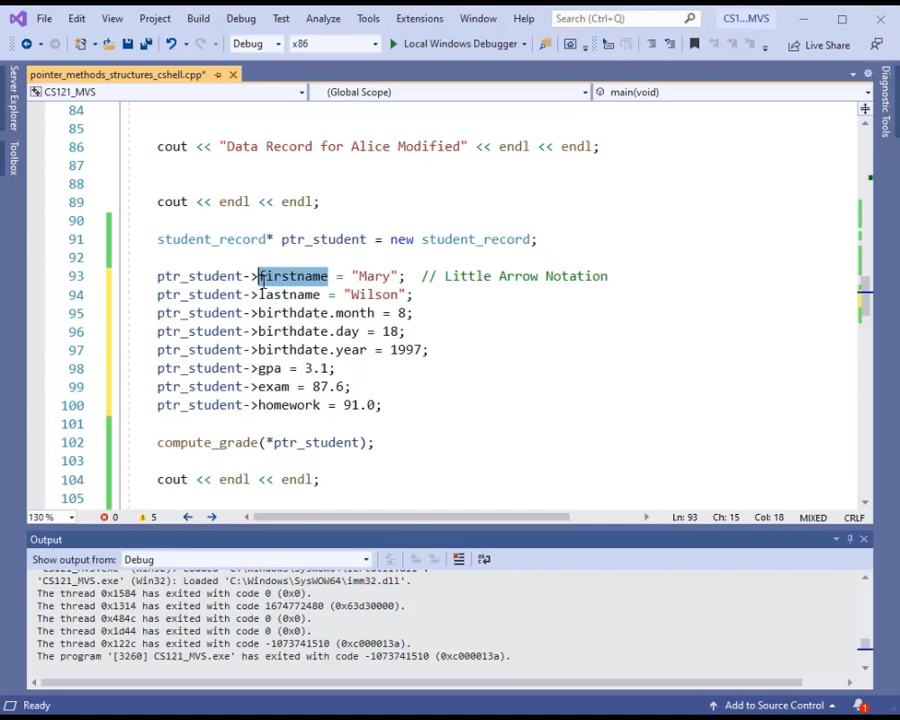 File Edit View Project Build Debug Test Analyze Tools Extensions Window Help Search (Ctrl+Q) CS1...MVS
Debug x86 Local Windows Debugger Live Share
pointer_methods_structures_cshell.cpp*
CS121_MVS (Global Scope) main(void)
Server Explorer
Toolbox
Diagnostic Tools
84
85
86 cout << "Data Record for Alice Modified" << endl << endl;
87
88
89 cout << endl << endl;
90
91 student_record* ptr_student = new student_record;
92
93 ptr_student->firstname = "Mary"; // Little Arrow Notation
94 ptr_student->lastname = "Wilson";
95 ptr_student->birthdate.month = 8;
96 ptr_student->birthdate.day = 18;
97 ptr_student->birthdate.year = 1997;
98 ptr_student->gpa = 3.1;
99 ptr_student->exam = 87.6;
100 ptr_student->homework = 91.0;
101
102 compute_grade(*ptr_student);
103
104 cout << endl << endl;
105
130 % 0 5 Ln: 93 Ch: 15 Col: 18 MIXED CRLF
Output
Show output from: Debug
'CS121_MVS.exe' (Win32): Loaded 'C:\Windows\SysWOW64\imm32.dll'.
The thread 0x1584 has exited with code 0 (0x0).
The thread 0x1314 has exited with code 1674772480 (0x63d30000).
The thread 0x484c has exited with code 0 (0x0).
The thread 0x1d44 has exited with code 0 (0x0).
The thread 0x122c has exited with code -1073741510 (0xc000013a).
The program '[3260] CS121_MVS.exe' has exited with code -1073741510 (0xc000013a).
Ready Add to Source Control 1